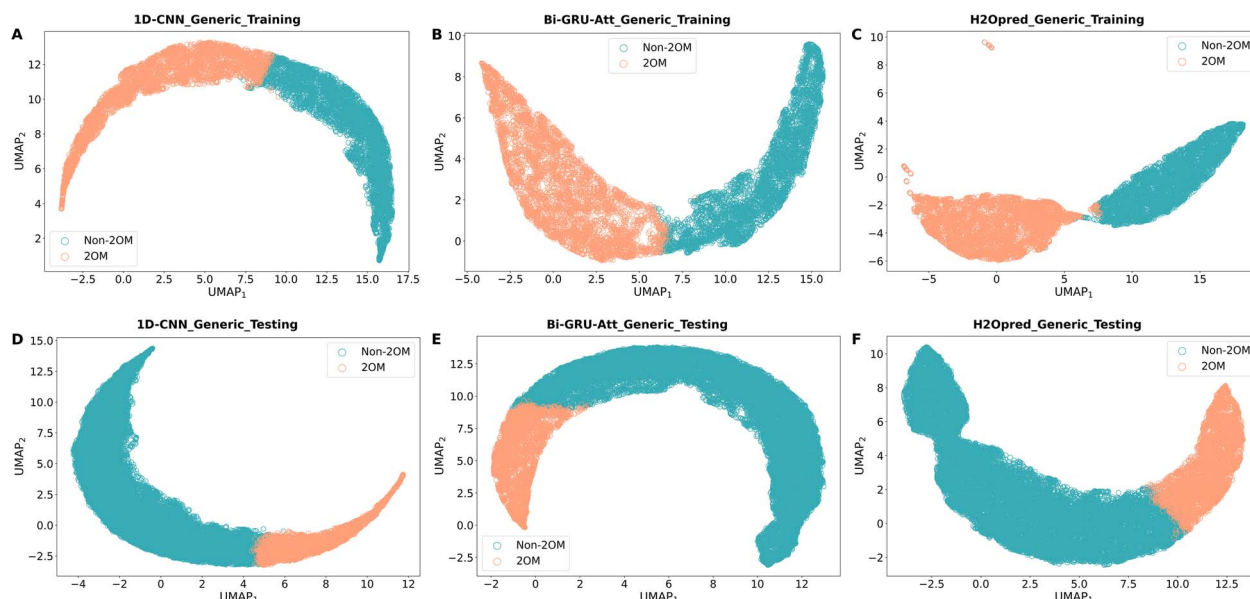 1D-CNN_Generic_Training
A
12
10
8
6
4
2
UMAP2
Non-2OM
2OM
−2.5
0.0
2.5
5.0
7.5
10.0
12.5
15.0
17.5
UMAP1
Bi-GRU-Att_Generic_Training
B
10
8
6
4
2
0
UMAP2
Non-2OM
2OM
−5.0
−2.5
0.0
2.5
5.0
7.5
10.0
12.5
15.0
UMAP1
H2Opred_Generic_Training
C
10
8
6
4
2
0
−2
−4
−6
UMAP2
Non-2OM
2OM
−5
0
5
10
15
UMAP1
1D-CNN_Generic_Testing
D
15.0
12.5
10.0
7.5
5.0
2.5
0.0
−2.5
UMAP2
Non-2OM
2OM
−4
−2
0
2
4
6
8
10
12
UMAP1
Bi-GRU-Att_Generic_Testing
E
12.5
10.0
7.5
5.0
2.5
0.0
−2.5
UMAP2
Non-2OM
2OM
−2
0
2
4
6
8
10
12
UMAP1
H2Opred_Generic_Testing
F
10
8
6
4
2
0
−2
UMAP2
Non-2OM
2OM
−2.5
0.0
2.5
5.0
7.5
10.0
12.5
UMAP1